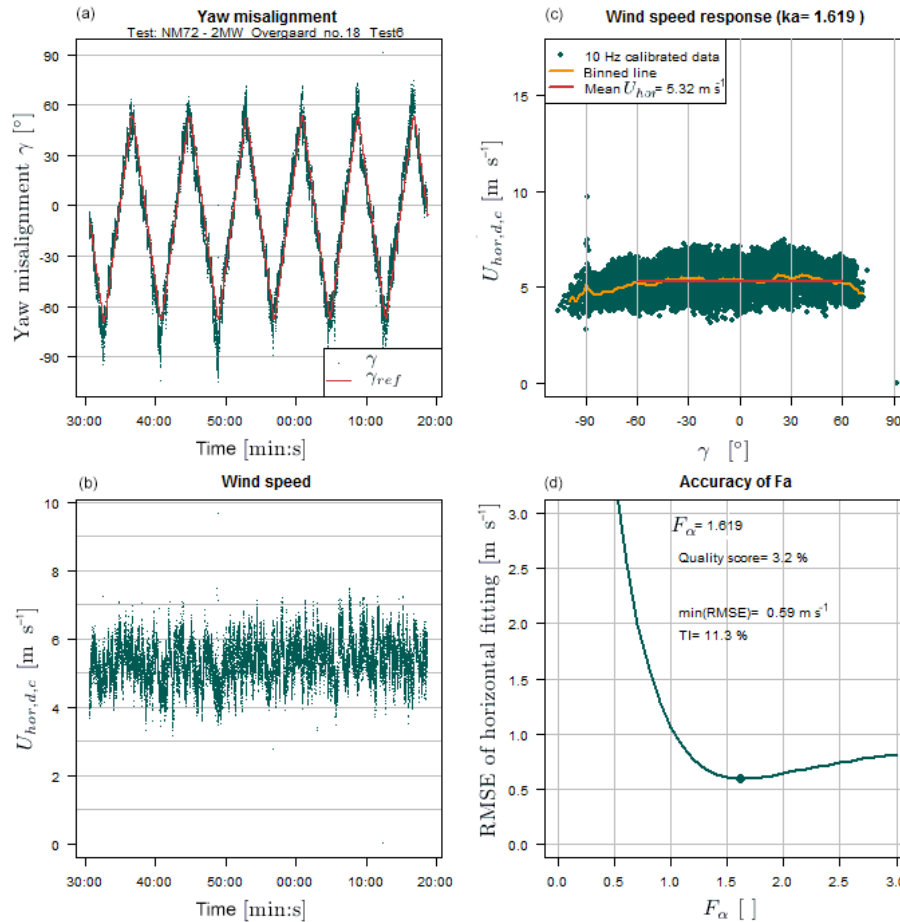 (a)
Yaw misalignment
Test: NM72 - 2MW Overgaard no.18 Test6
Yaw misalignment γ [°]
90
60
30
0
-30
-60
-90
γ
γref
30:00 40:00 50:00 00:00 10:00 20:00
Time [min:s]
(c)
Wind speed response (ka= 1.619 )
10 Hz calibrated data
Binned line
Mean Uhor= 5.32 m s⁻¹
Uhor,d,c [m s⁻¹]
15
10
5
0
-90 -60 -30 0 30 60 90
γ [°]
(b)
Wind speed
Uhor,d,c [m s⁻¹]
10
8
6
4
2
0
30:00 40:00 50:00 00:00 10:00 20:00
Time [min:s]
(d)
Accuracy of Fa
Fα = 1.619
Quality score= 3.2 %
min(RMSE)= 0.59 m s⁻¹
TI= 11.3 %
RMSE of horizontal fitting [m s⁻¹]
3.0
2.5
2.0
1.5
1.0
0.5
0.0
0.0 0.5 1.0 1.5 2.0 2.5 3.0
Fα [ ]